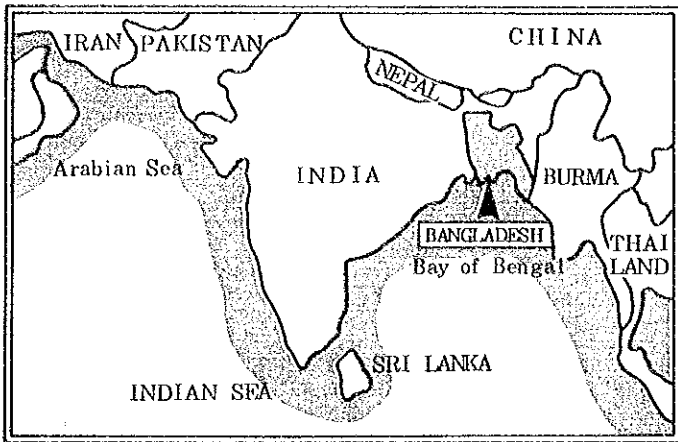 IRAN PAKISTAN
CHINA
NEPAL
Arabian Sea
INDIA
BURMA
BANGLADESH
THAI
LAND
Bay of Bengal
SRI LANKA
INDIAN SEA